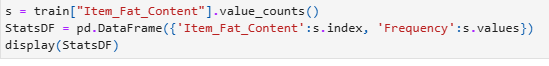 s = train["Item_Fat_Content"].value_counts()
StatsDF = pd.DataFrame({'Item_Fat_Content':s.index, 'Frequency':s.values})
display(StatsDF)